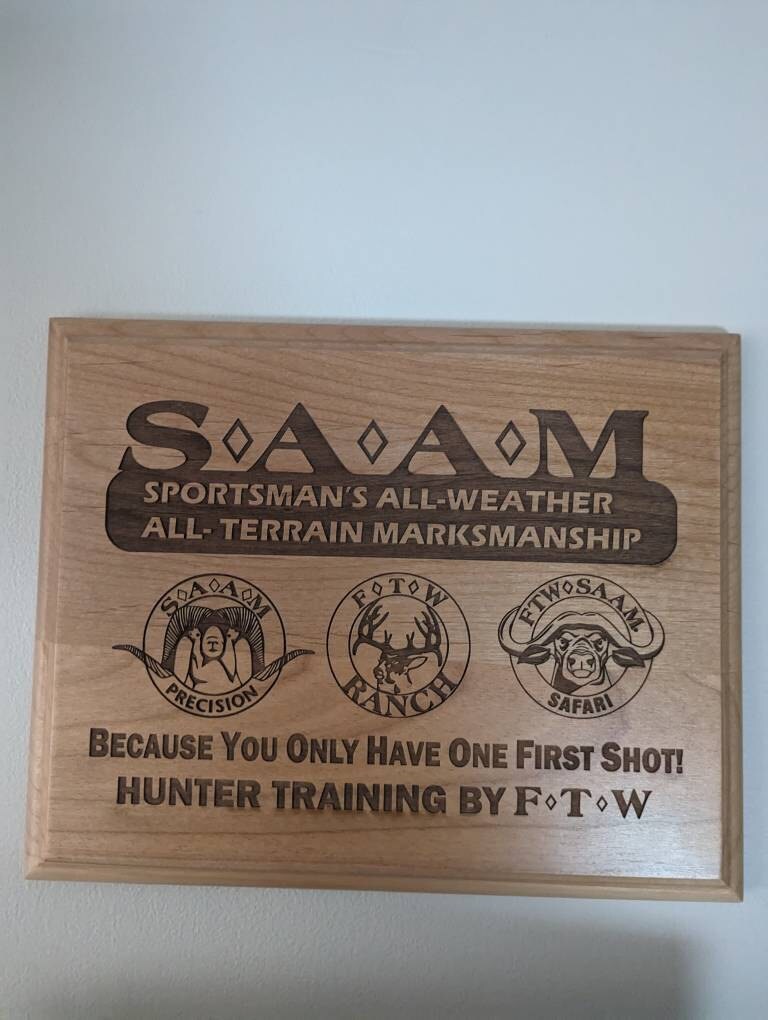 S◊A◊A◊M
SPORTSMAN'S ALL-WEATHER
ALL- TERRAIN MARKSMANSHIP
S◊A◊A◊M
PRECISION
F◊T◊W
RANCH
FTW◊SAAM
SAFARI
BECAUSE YOU ONLY HAVE ONE FIRST SHOT!
HUNTER TRAINING BY F◊T◊W